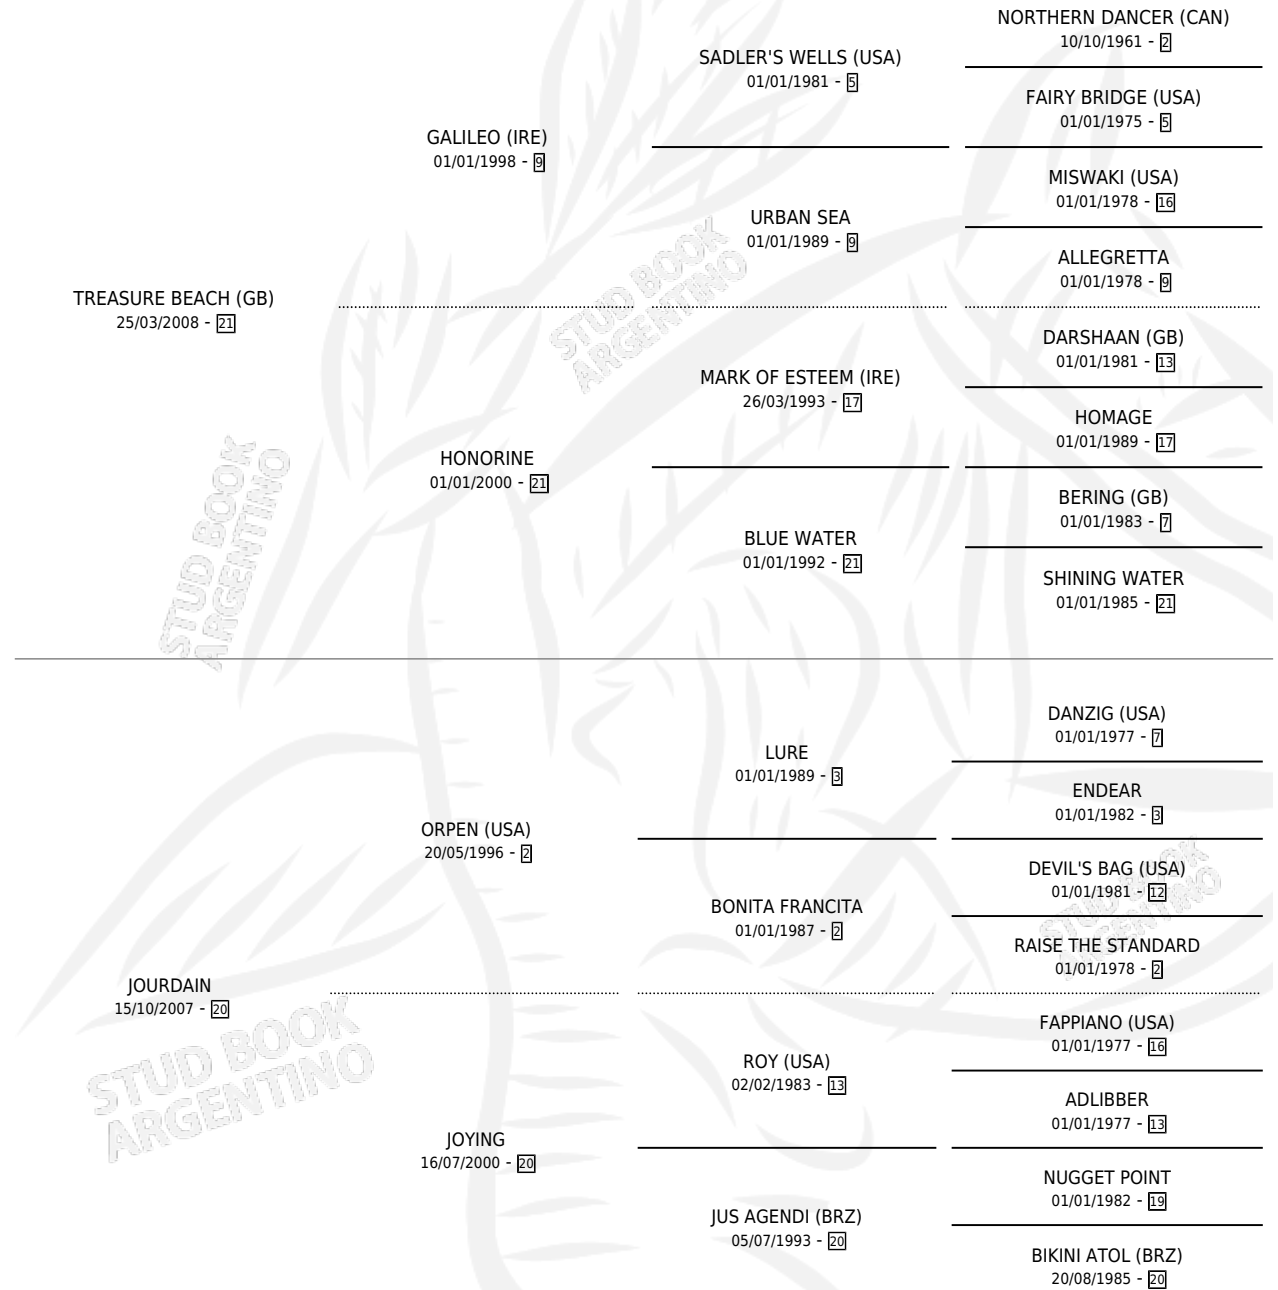 NORTHERN DANCER (CAN)
10/10/1961 - 2
SADLER'S WELLS (USA)
01/01/1981 - 5
FAIRY BRIDGE (USA)
01/01/1975 - 5
GALILEO (IRE)
01/01/1998 - 9
MISWAKI (USA)
01/01/1978 - 16
URBAN SEA
01/01/1989 - 9
ALLEGRETTA
01/01/1978 - 9
TREASURE BEACH (GB)
25/03/2008 - 21
STUD BOOK
ARGENTINO
DARSHAAN (GB)
01/01/1981 - 13
MARK OF ESTEEM (IRE)
26/03/1993 - 17
HOMAGE
01/01/1989 - 17
HONORINE
01/01/2000 - 21
BERING (GB)
01/01/1983 - 7
BLUE WATER
01/01/1992 - 21
SHINING WATER
01/01/1985 - 21
STUD BOOK
ARGENTINO
DANZIG (USA)
01/01/1977 - 7
LURE
01/01/1989 - 3
ENDEAR
01/01/1982 - 3
ORPEN (USA)
20/05/1996 - 2
DEVIL'S BAG (USA)
01/01/1981 - 12
BONITA FRANCITA
01/01/1987 - 2
STUD BOOK
ARGENTINO
RAISE THE STANDARD
01/01/1978 - 2
JOURDAIN
15/10/2007 - 20
FAPPIANO (USA)
01/01/1977 - 16
ROY (USA)
02/02/1983 - 13
ADLIBBER
01/01/1977 - 13
STUD BOOK
ARGENTINO
JOYING
16/07/2000 - 20
NUGGET POINT
01/01/1982 - 19
JUS AGENDI (BRZ)
05/07/1993 - 20
BIKINI ATOL (BRZ)
20/08/1985 - 20